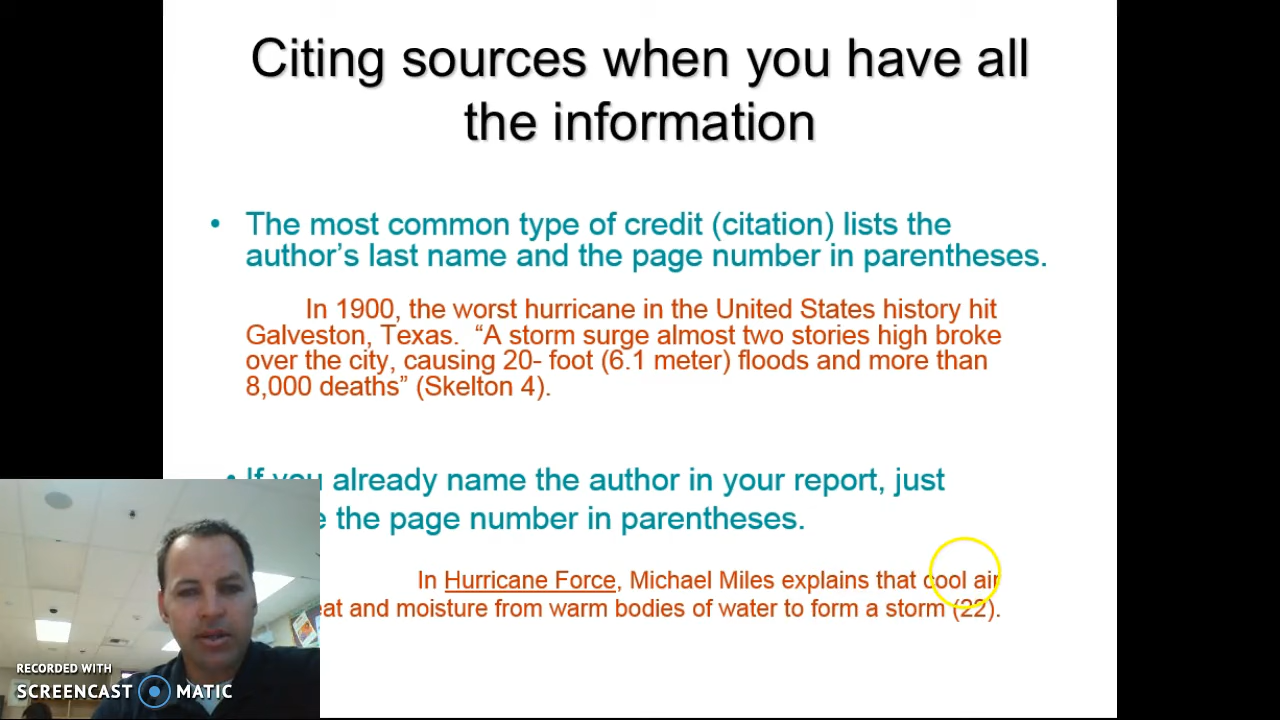 Citing sources when you have all
the information
• The most common type of credit (citation) lists the
author's last name and the page number in parentheses.
In 1900, the worst hurricane in the United States history hit
Galveston, Texas. “A storm surge almost two stories high broke
over the city, causing 20- foot (6.1 meter) floods and more than
8,000 deaths” (Skelton 4).
• If you already name the author in your report, just
the page number in parentheses.
In Hurricane Force, Michael Miles explains that cool air
and moisture from warm bodies of water to form a storm (22).
RECORDED WITH
SCREENCAST MATIC